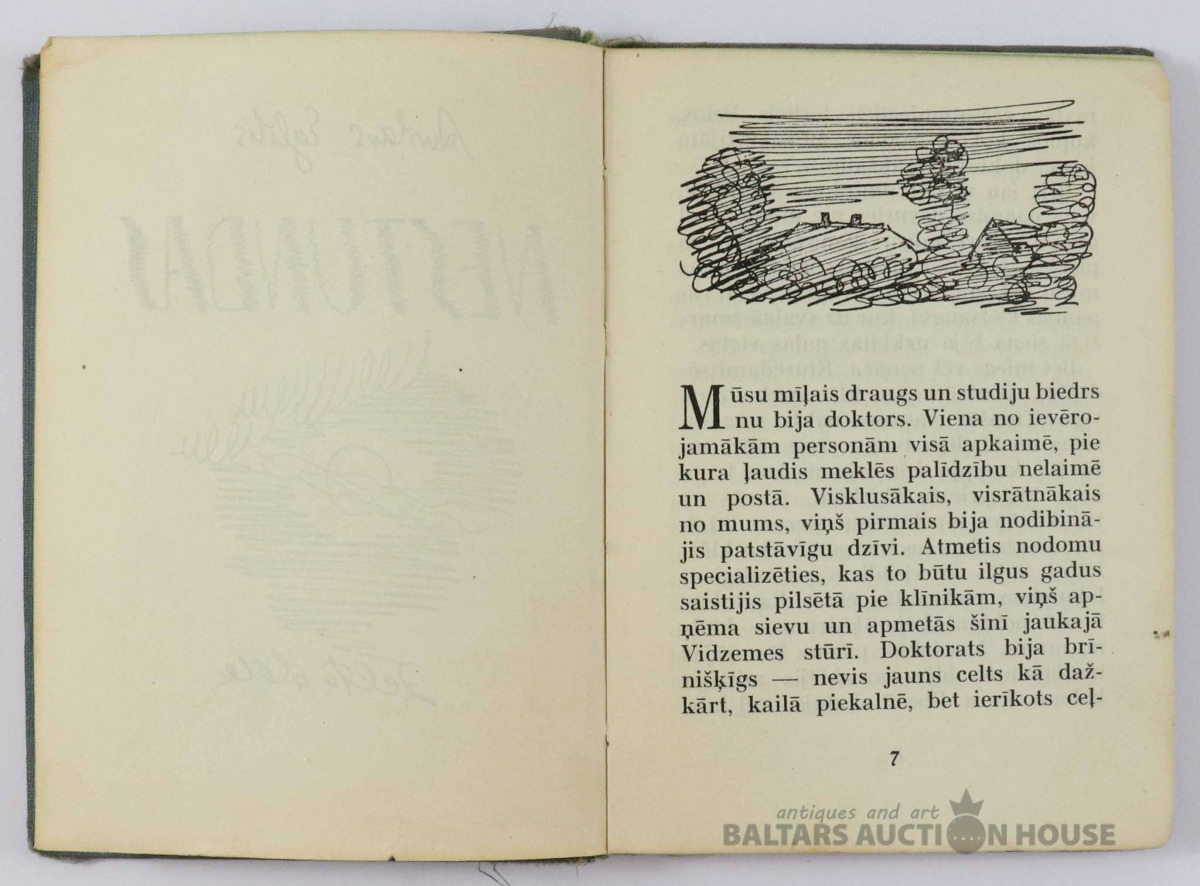 Mūsu mīļais draugs un studiju biedrs
nu bija doktors. Viena no ievēro-
jamākām personām visā apkaimē, pie
kura ļaudis meklēs palīdzību nelaimē
un postā. Visklusākais, visrātnākais
no mums, viņš pirmais bija nodibinā-
jis patstāvīgu dzīvi. Atmetis nodomu
specializēties, kas to būtu ilgus gadus
saistijis pilsētā pie klīnikām, viņš ap-
ņēma sievu un apmetās šinī jaukajā
Vidzemes stūrī. Doktorats bija brī-
nišķīgs — nevis jauns celts kā daž-
kārt, kailā piekalnē, bet ierīkots ceļ-
7
antiques and art
BALTARS AUCTION HOUSE